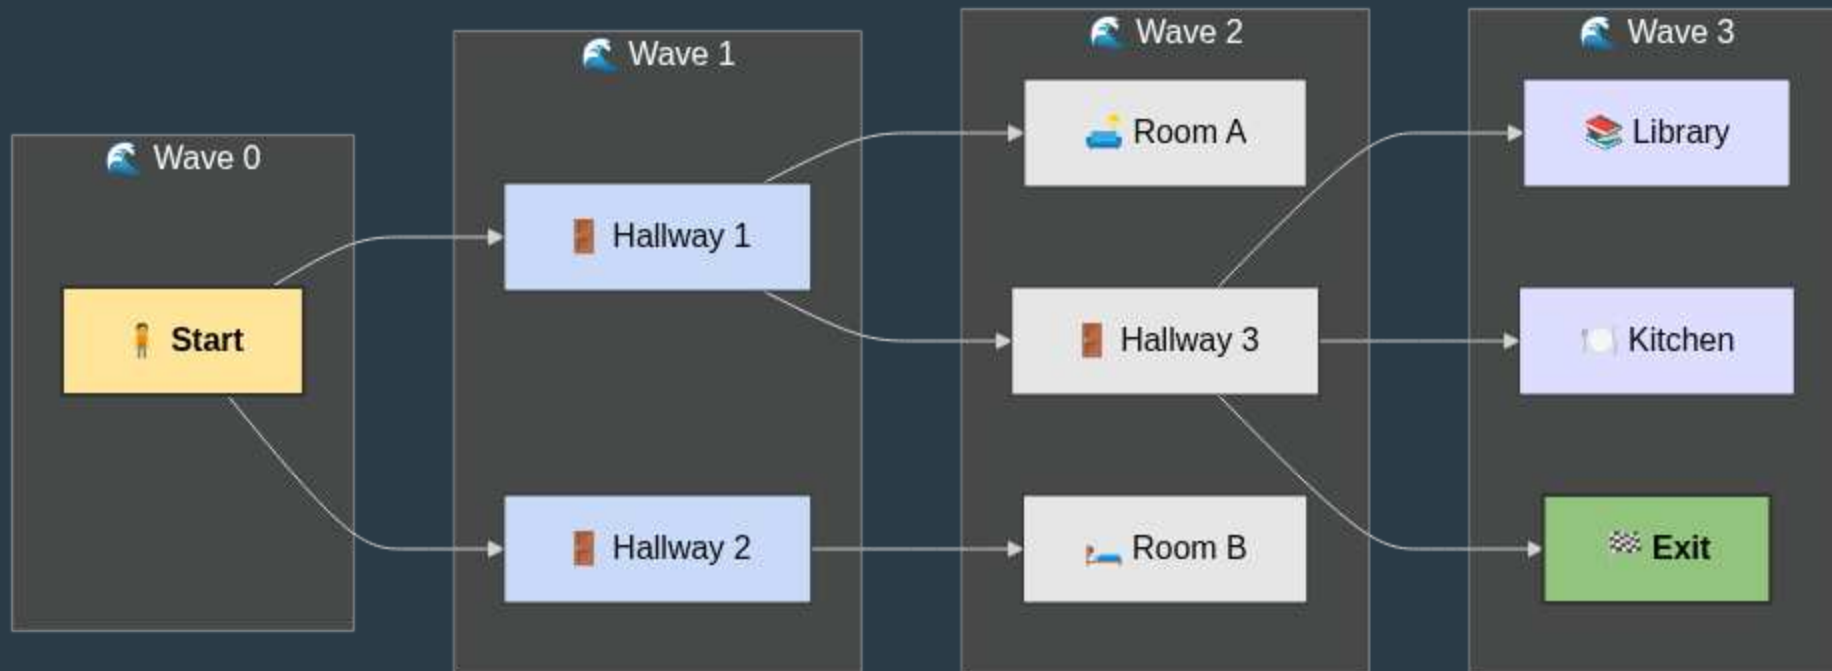 🌊 Wave 0
🧍 Start
🌊 Wave 1
🚪 Hallway 1
🚪 Hallway 2
🌊 Wave 2
🛋️ Room A
🚪 Hallway 3
🛏️ Room B
🌊 Wave 3
📚 Library
🍽️ Kitchen
🏁 Exit